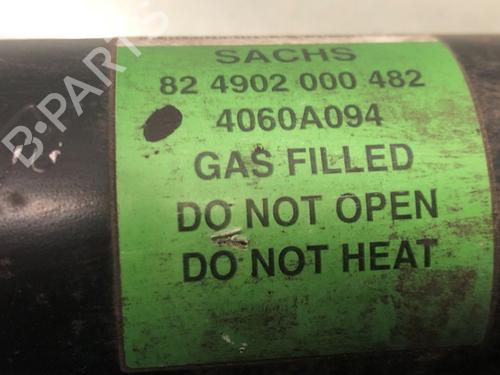 SACHS
82 4902 000 482
4060A094
GAS FILLED
DO NOT OPEN
DO NOT HEAT
B-PARTS